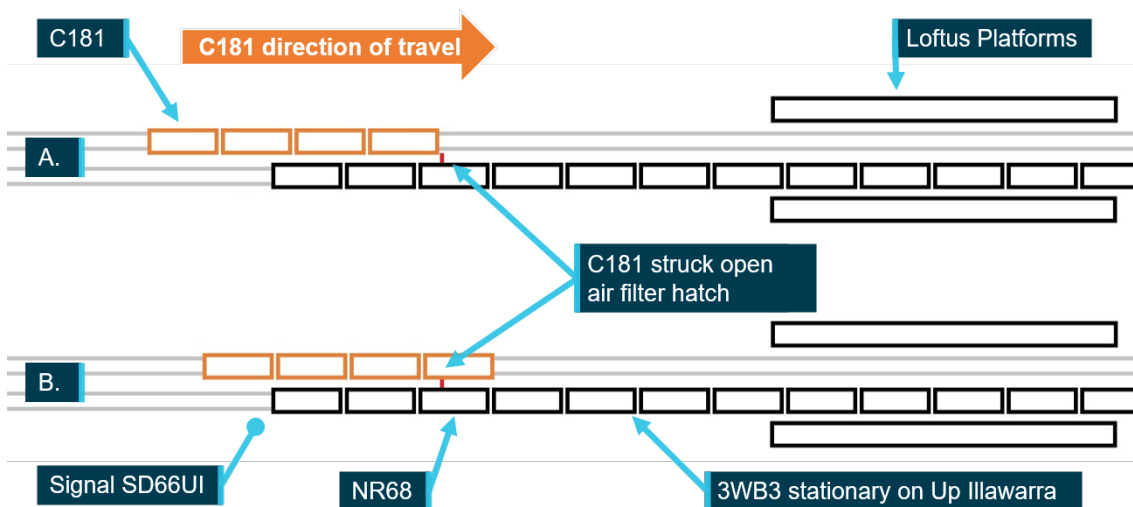 C181
C181 direction of travel
Loftus Platforms
A.
C181 struck open
air filter hatch
B.
Signal SD66UI
NR68
3WB3 stationary on Up Illawarra